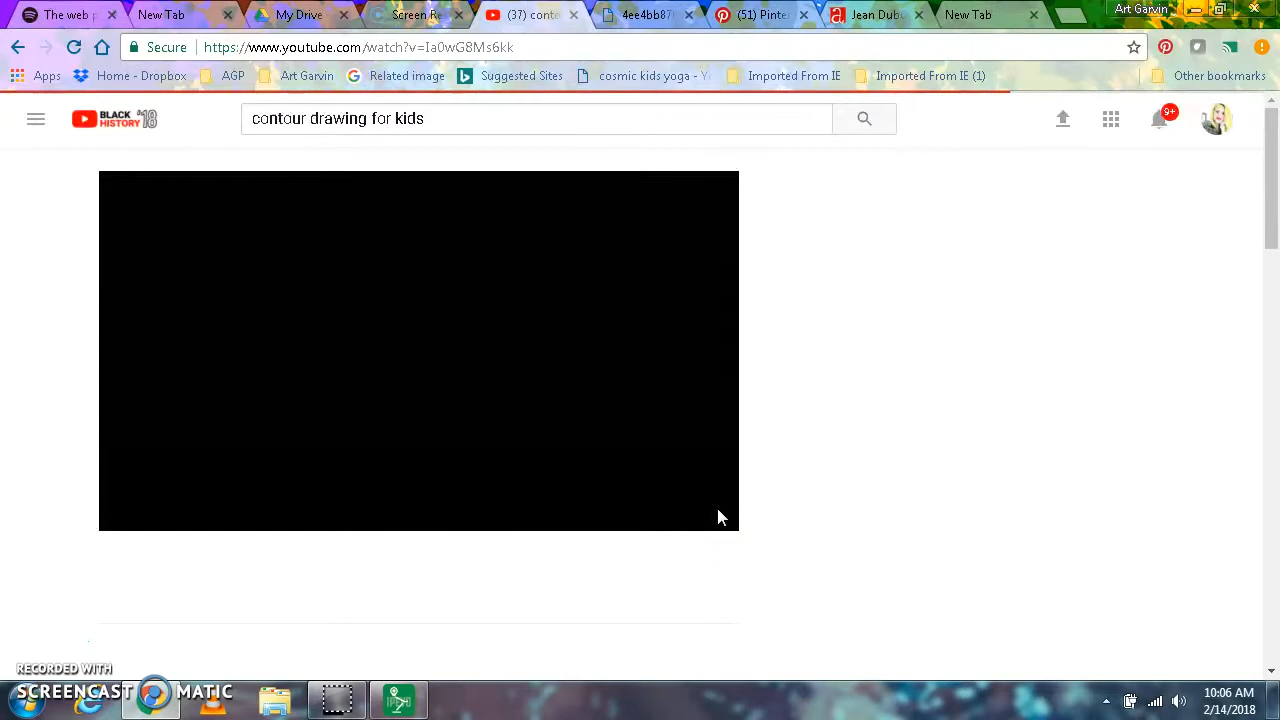 Art Garvin
The web p
New Tab
My Drive
Screen Re
(7) cont
4ee4bb87
(51) Pinte
Jean Dub
New Tab
Secure
https://www.youtube.com/watch?v=Ia0wG8Ms6kk
Apps
Home - Dropbox
AGP
Art Garvin
Related image
Suggested Sites
cosmic kids yoga -
Imported From IE
Imported From IE (1)
Other bookmarks
BLACK
HISTORY '18
contour drawing for kids
9+
RECORDED WITH
SCREENCAST MATIC
10:06 AM
2/14/2018